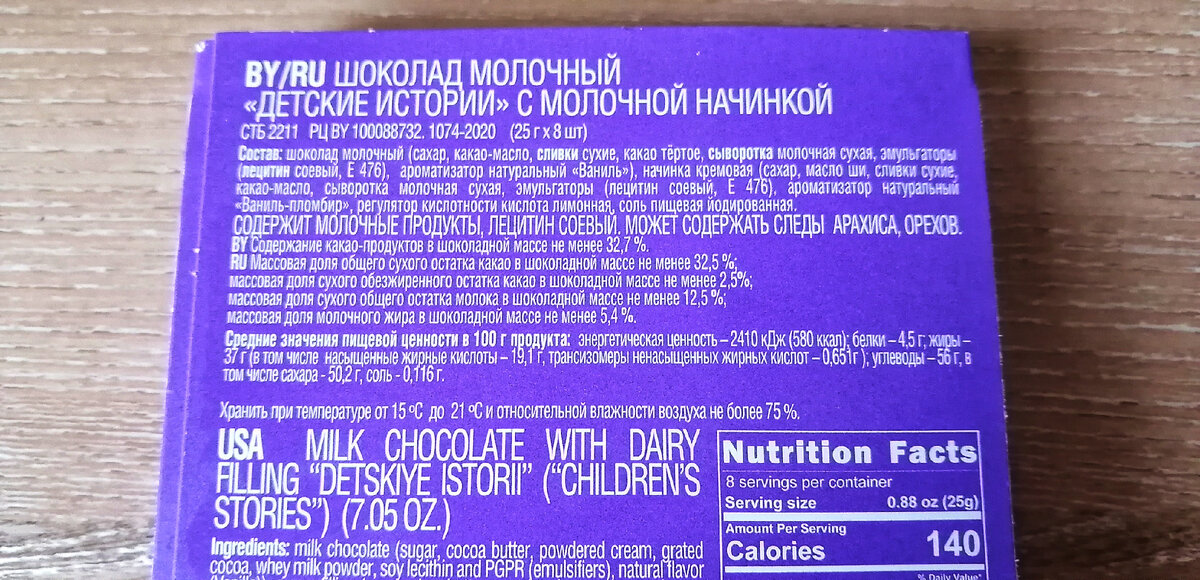 BY/RU ШОКОЛАД МОЛОЧНЫЙ
«ДЕТСКИЕ ИСТОРИИ» С МОЛОЧНОЙ НАЧИНКОЙ
СТБ 2211 РЦ BY 100088732. 1074-2020 (25 г x 8 шт)
Состав: шоколад молочный (сахар, какао-масло, сливки сухие, какао тёртое, сыворотка молочная сухая, эмульгаторы
(лецитин соевый, Е 476), ароматизатор натуральный «Ваниль»), начинка кремовая (сахар, масло ши, сливки сухие,
какао-масло, сыворотка молочная сухая, эмульгаторы (лецитин соевый, Е 476), ароматизатор натуральный
«Ваниль-пломбир», регулятор кислотности кислота лимонная, соль пищевая йодированная.
СОДЕРЖИТ МОЛОЧНЫЕ ПРОДУКТЫ, ЛЕЦИТИН СОЕВЫЙ. МОЖЕТ СОДЕРЖАТЬ СЛЕДЫ АРАХИСА, ОРЕХОВ.
BY Содержание какао-продуктов в шоколадной массе не менее 32,7 %.
RU Массовая доля общего сухого остатка какао в шоколадной массе не менее 32,5 %;
массовая доля сухого обезжиренного остатка какао в шоколадной массе не менее 2,5%;
массовая доля сухого общего остатка молока в шоколадной массе не менее 12,5 %;
массовая доля молочного жира в шоколадной массе не менее 5,4 %.
Средние значения пищевой ценности в 100 г продукта: энергетическая ценность – 2410 кДж (580 ккал); белки – 4,5 г; жиры –
37 г (в том числе насыщенные жирные кислоты – 19,1 г, трансизомеры ненасыщенных жирных кислот – 0,651г ); углеводы – 56 г, в
том числе сахара - 50,2 г, соль - 0,116 г.
Хранить при температуре от 15 ºC до 21 ºC и относительной влажности воздуха не более 75 %.
USA MILK CHOCOLATE WITH DAIRY
FILLING "DETSKIYE ISTORII" ("CHILDREN'S
STORIES") (7.05 OZ.)
Ingredients: milk chocolate (sugar, cocoa butter, powdered cream, grated
cocoa, whey milk powder, soy lecithin and PGPR (emulsifiers), natural flavor
Nutrition Facts
8 servings per container
Serving size 0.88 oz (25g)
Amount Per Serving
Calories 140
% Daily Value*